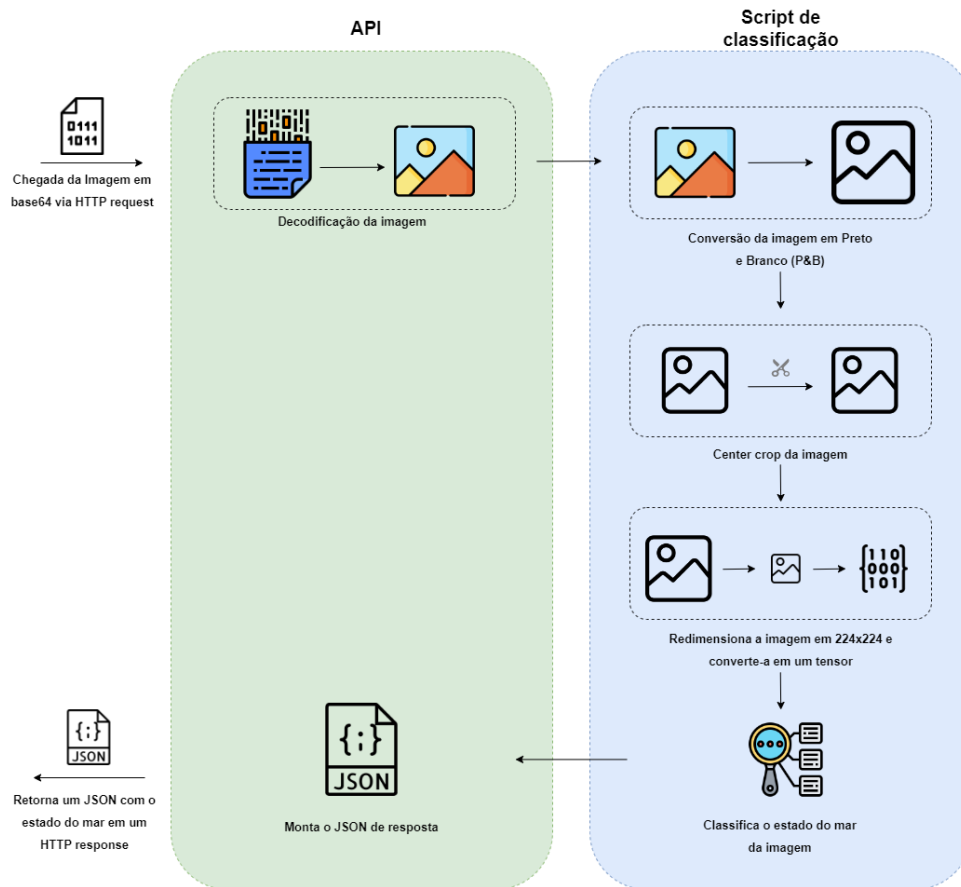 API
Script de
classificação
0111
1011
Chegada da Imagem em
base64 via HTTP request
Decodificação da imagem
Conversão da imagem em Preto
e Branco (P&B)
Center crop da imagem
110
000
101
Redimensiona a imagem em 224x224 e
converte-a em um tensor
{;}
JSON
Retorna um JSON com o
estado do mar em um
HTTP response
{;}
JSON
Monta o JSON de resposta
Classifica o estado do mar
da imagem